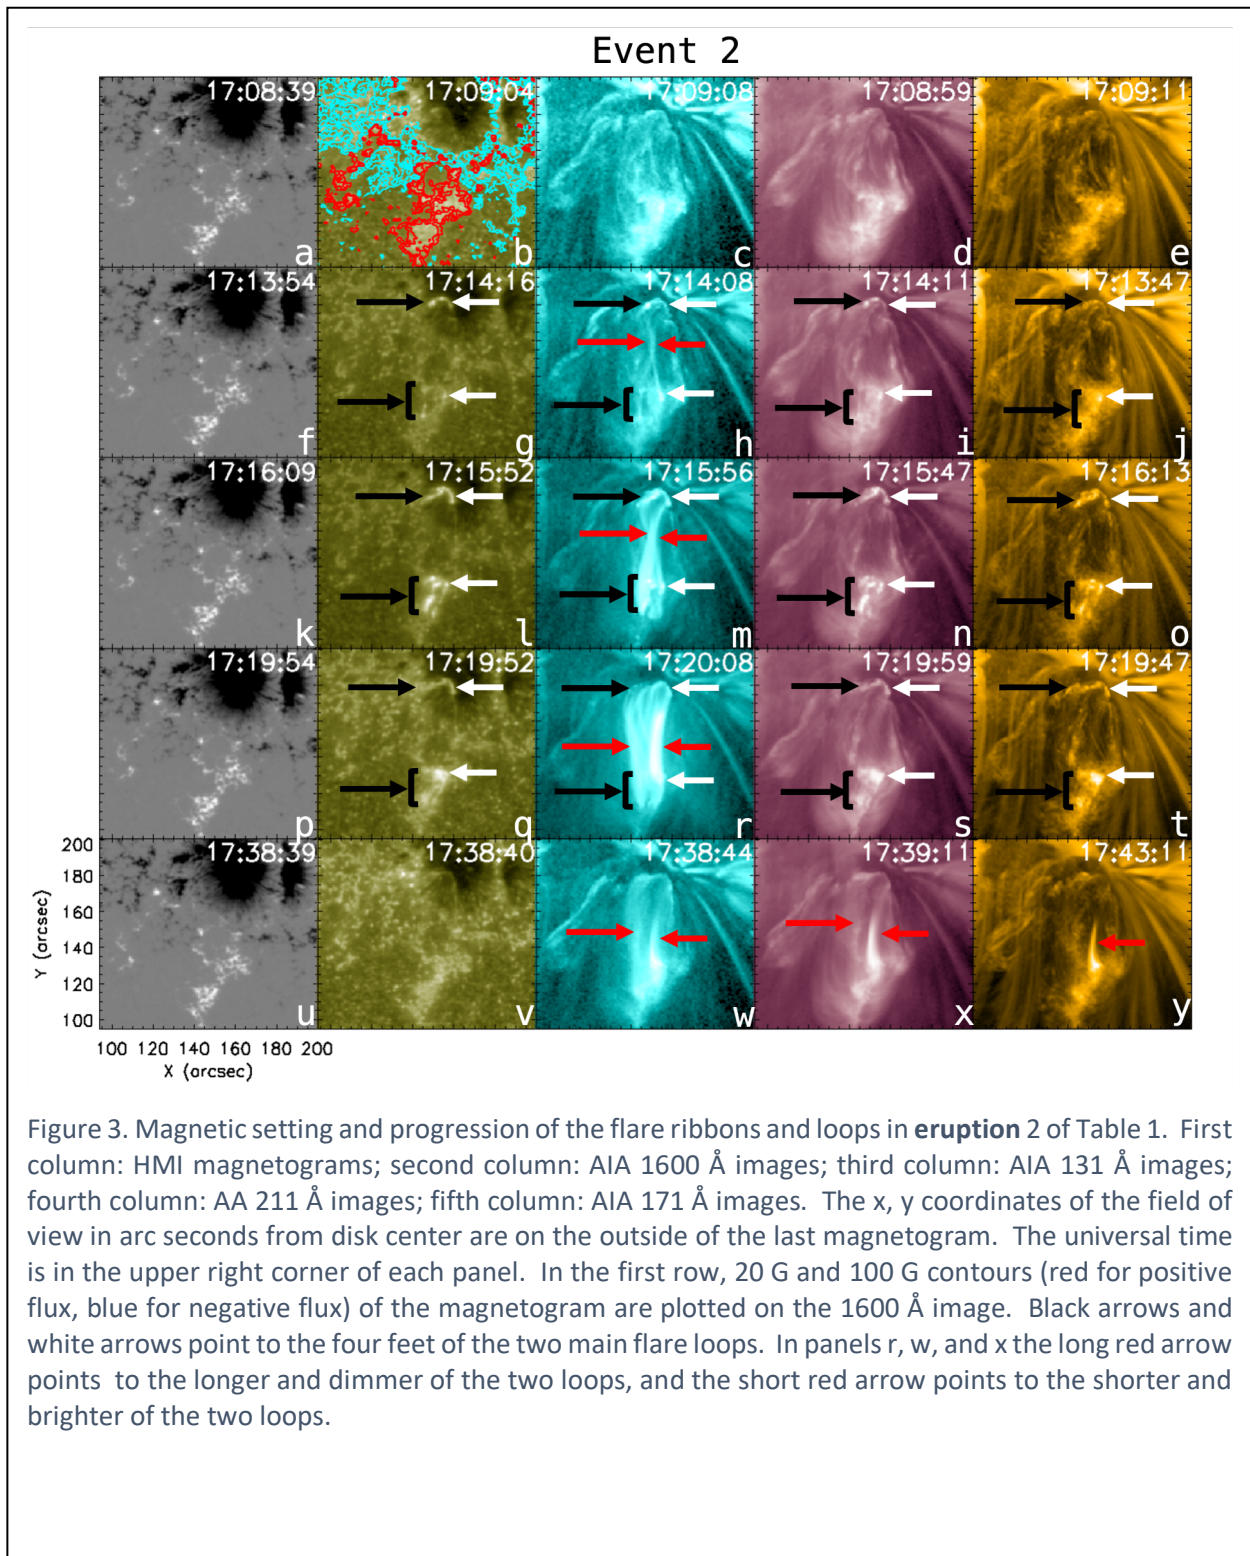 Event 2
17:08:39 17:09:04 17:09:08 17:08:59 17:09:11
a b c d e
17:13:54 17:14:16 17:14:08 17:14:11 17:13:47
f g h i j
17:16:09 17:15:52 17:15:56 17:15:47 17:16:13
k l m n o
17:19:54 17:19:52 17:20:08 17:19:59 17:19:47
p q r s t
17:38:39 17:38:40 17:38:44 17:39:11 17:43:11
u v w x y
200
180
160
140
120
100
Y (arcsec)
100 120 140 160 180 200
X (arcsec)
Figure 3. Magnetic setting and progression of the flare ribbons and loops in eruption 2 of Table 1. First
column: HMI magnetograms; second column: AIA 1600 Å images; third column: AIA 131 Å images;
fourth column: AA 211 Å images; fifth column: AIA 171 Å images. The x, y coordinates of the field of
view in arc seconds from disk center are on the outside of the last magnetogram. The universal time
is in the upper right corner of each panel. In the first row, 20 G and 100 G contours (red for positive
flux, blue for negative flux) of the magnetogram are plotted on the 1600 Å image. Black arrows and
white arrows point to the four feet of the two main flare loops. In panels r, w, and x the long red arrow
points to the longer and dimmer of the two loops, and the short red arrow points to the shorter and
brighter of the two loops.